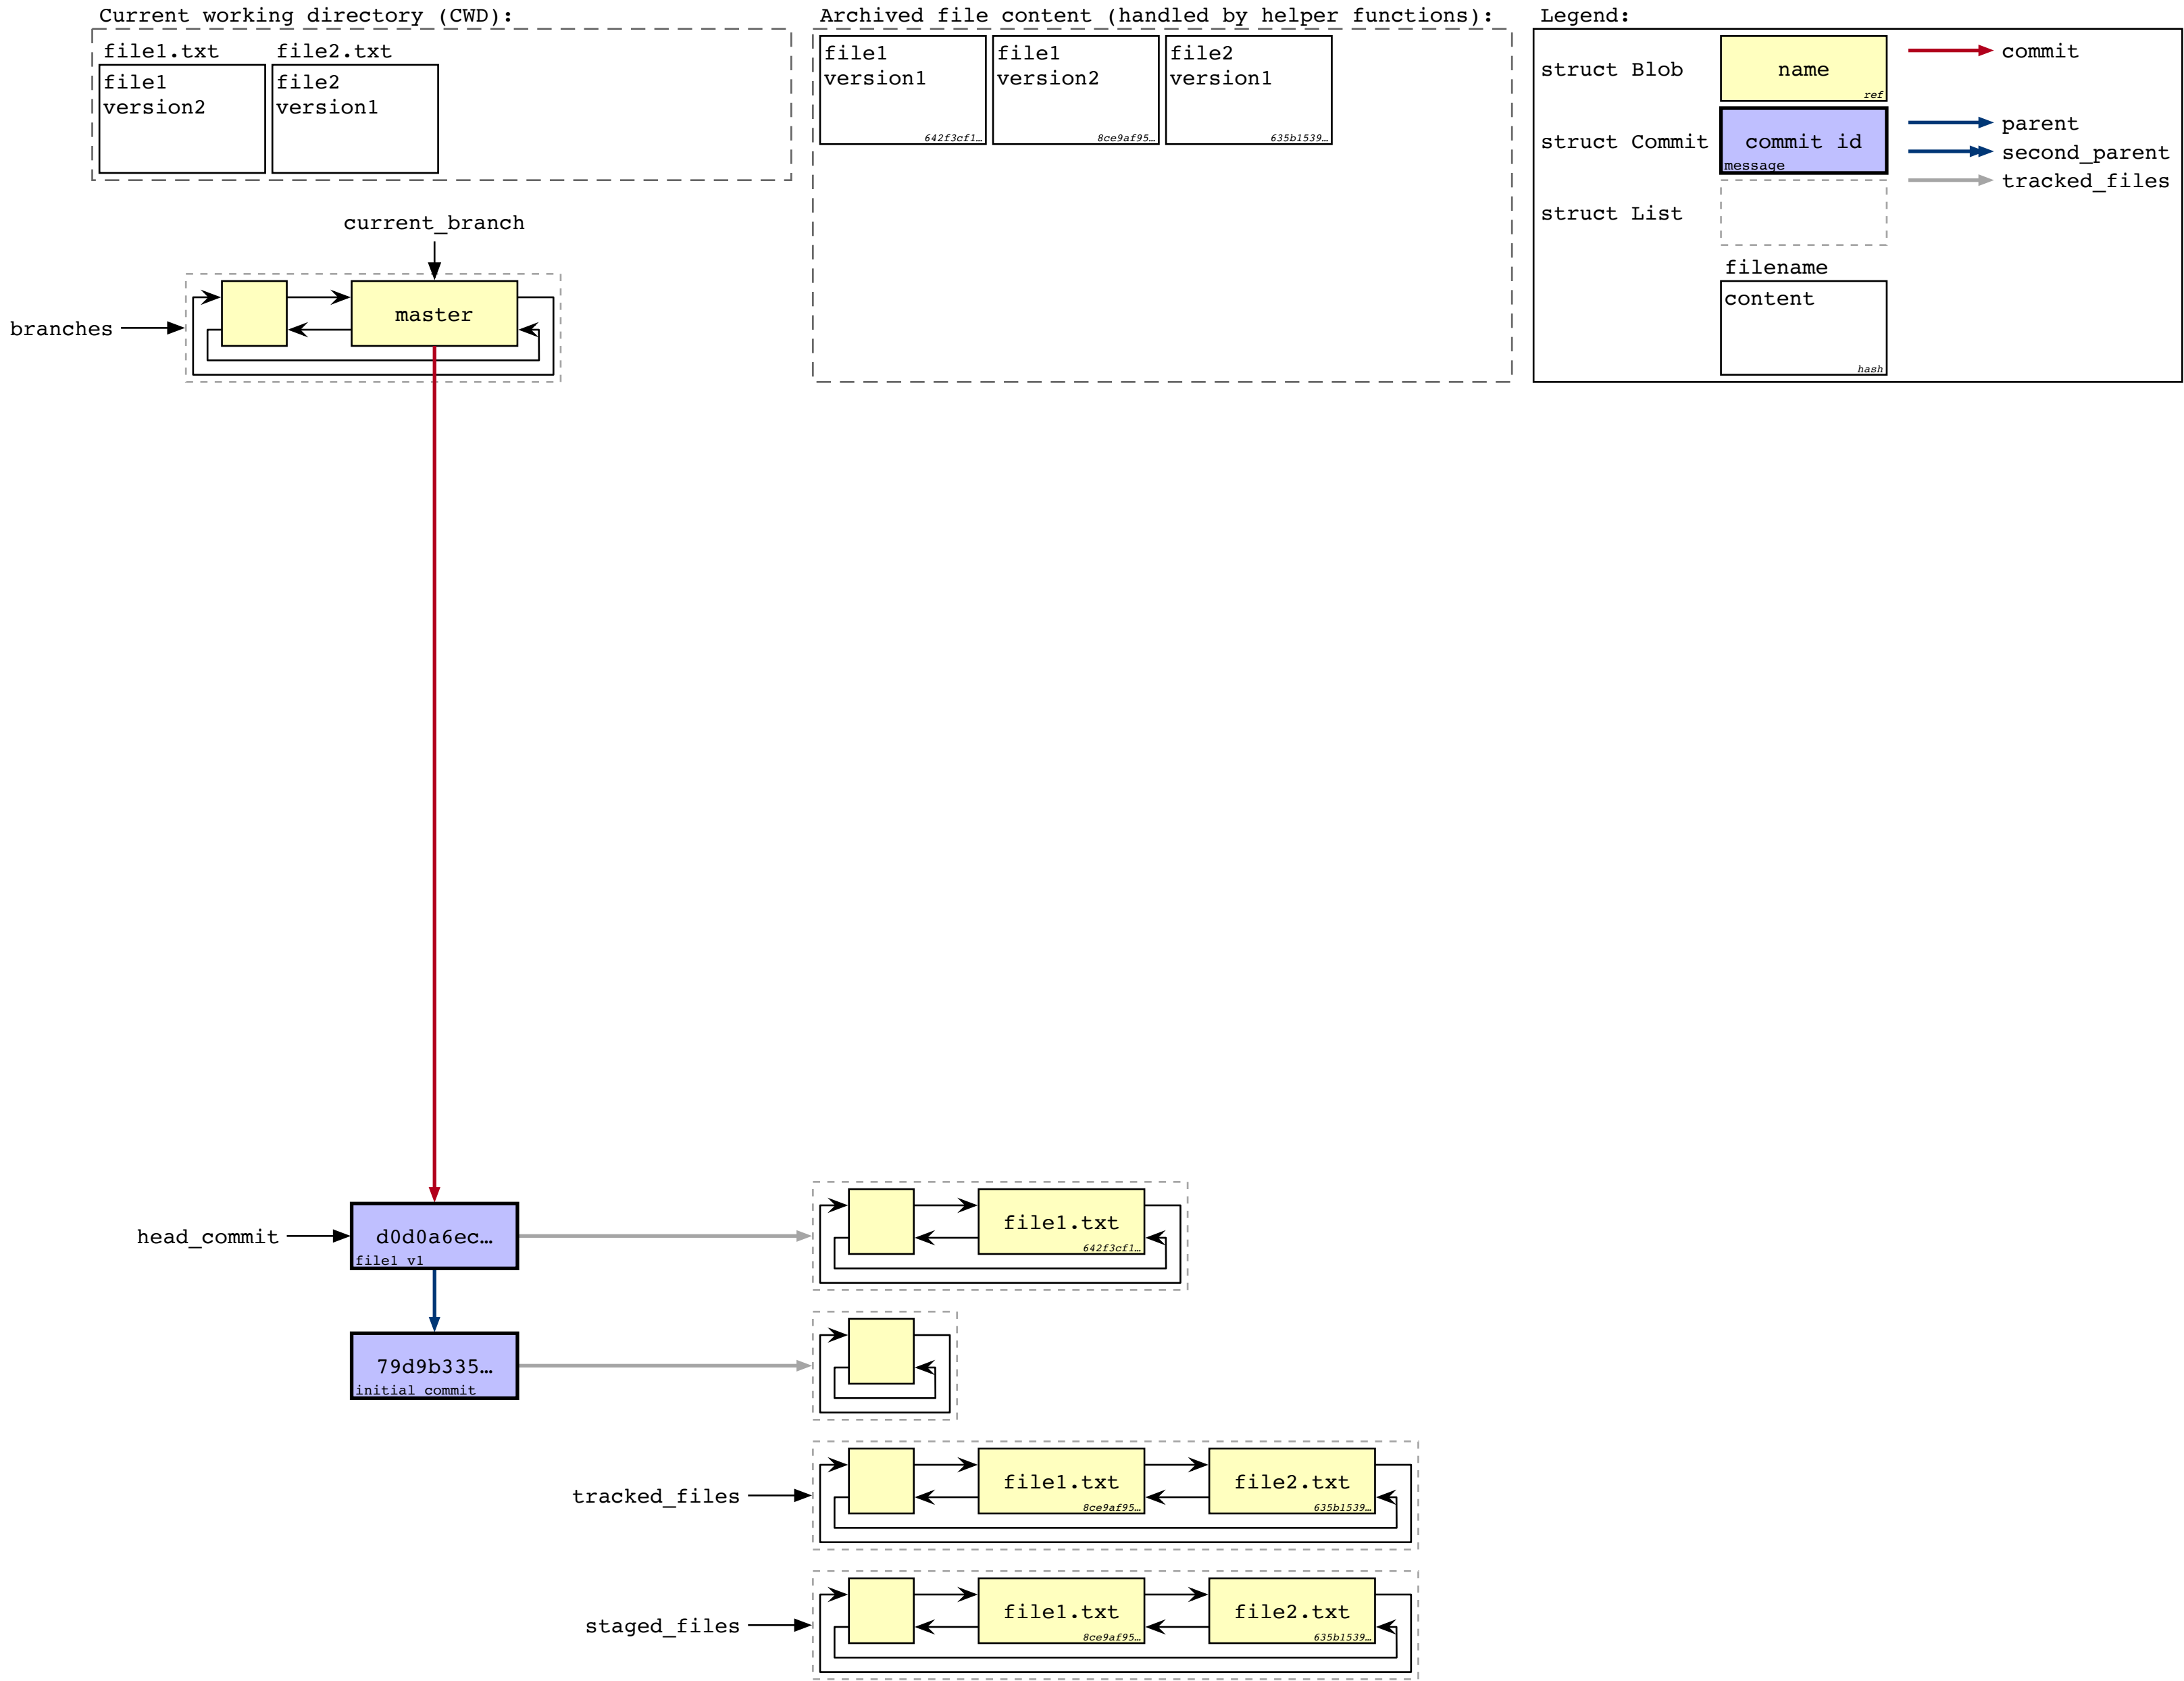 Current working directory (CWD):
file1.txt
file2.txt
file1
version2
file2
version1
Archived file content (handled by helper functions):
file1
version1
642f3cf1…
file1
version2
8ce9af95…
file2
version1
635b1539…
Legend:
struct Blob
name
ref
struct Commit
commit id
message
struct List
filename
content
hash
commit
parent
second_parent
tracked_files
current_branch
branches
master
head_commit
d0d0a6ec…
file1 v1
file1.txt
642f3cf1…
79d9b335…
initial commit
tracked_files
file1.txt
8ce9af95…
file2.txt
635b1539…
staged_files
file1.txt
8ce9af95…
file2.txt
635b1539…